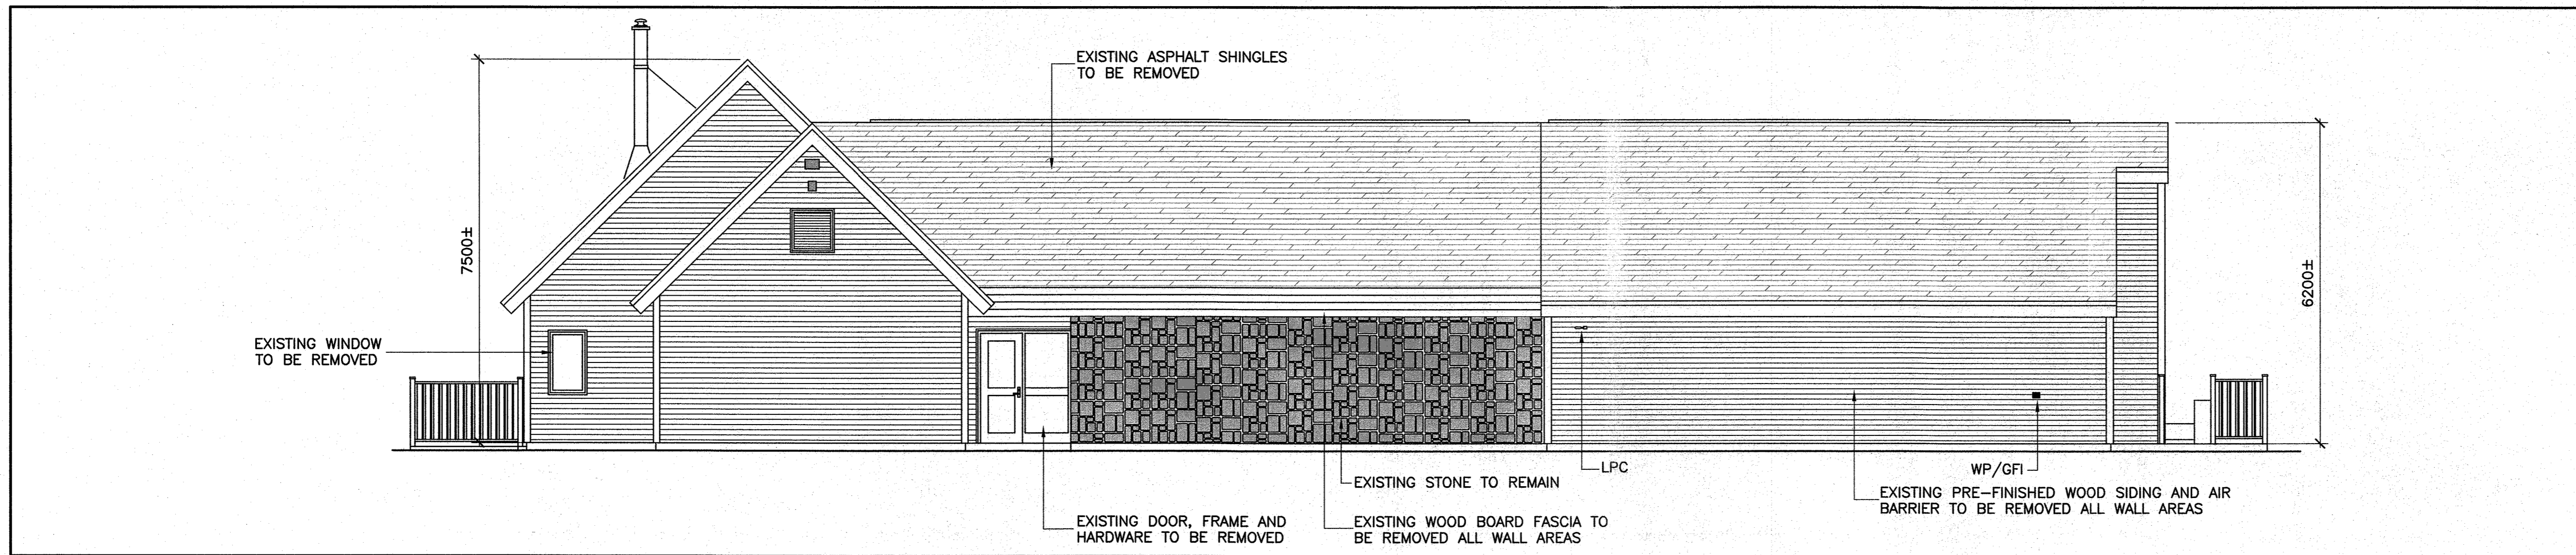 EXISTING ASPHALT SHINGLES
TO BE REMOVED
7500±
6200±
EXISTING WINDOW
TO BE REMOVED
LPC
WP/GFI
EXISTING STONE TO REMAIN
EXISTING PRE-FINISHED WOOD SIDING AND AIR
BARRIER TO BE REMOVED ALL WALL AREAS
EXISTING DOOR, FRAME AND
HARDWARE TO BE REMOVED
EXISTING WOOD BOARD FASCIA TO
BE REMOVED ALL WALL AREAS